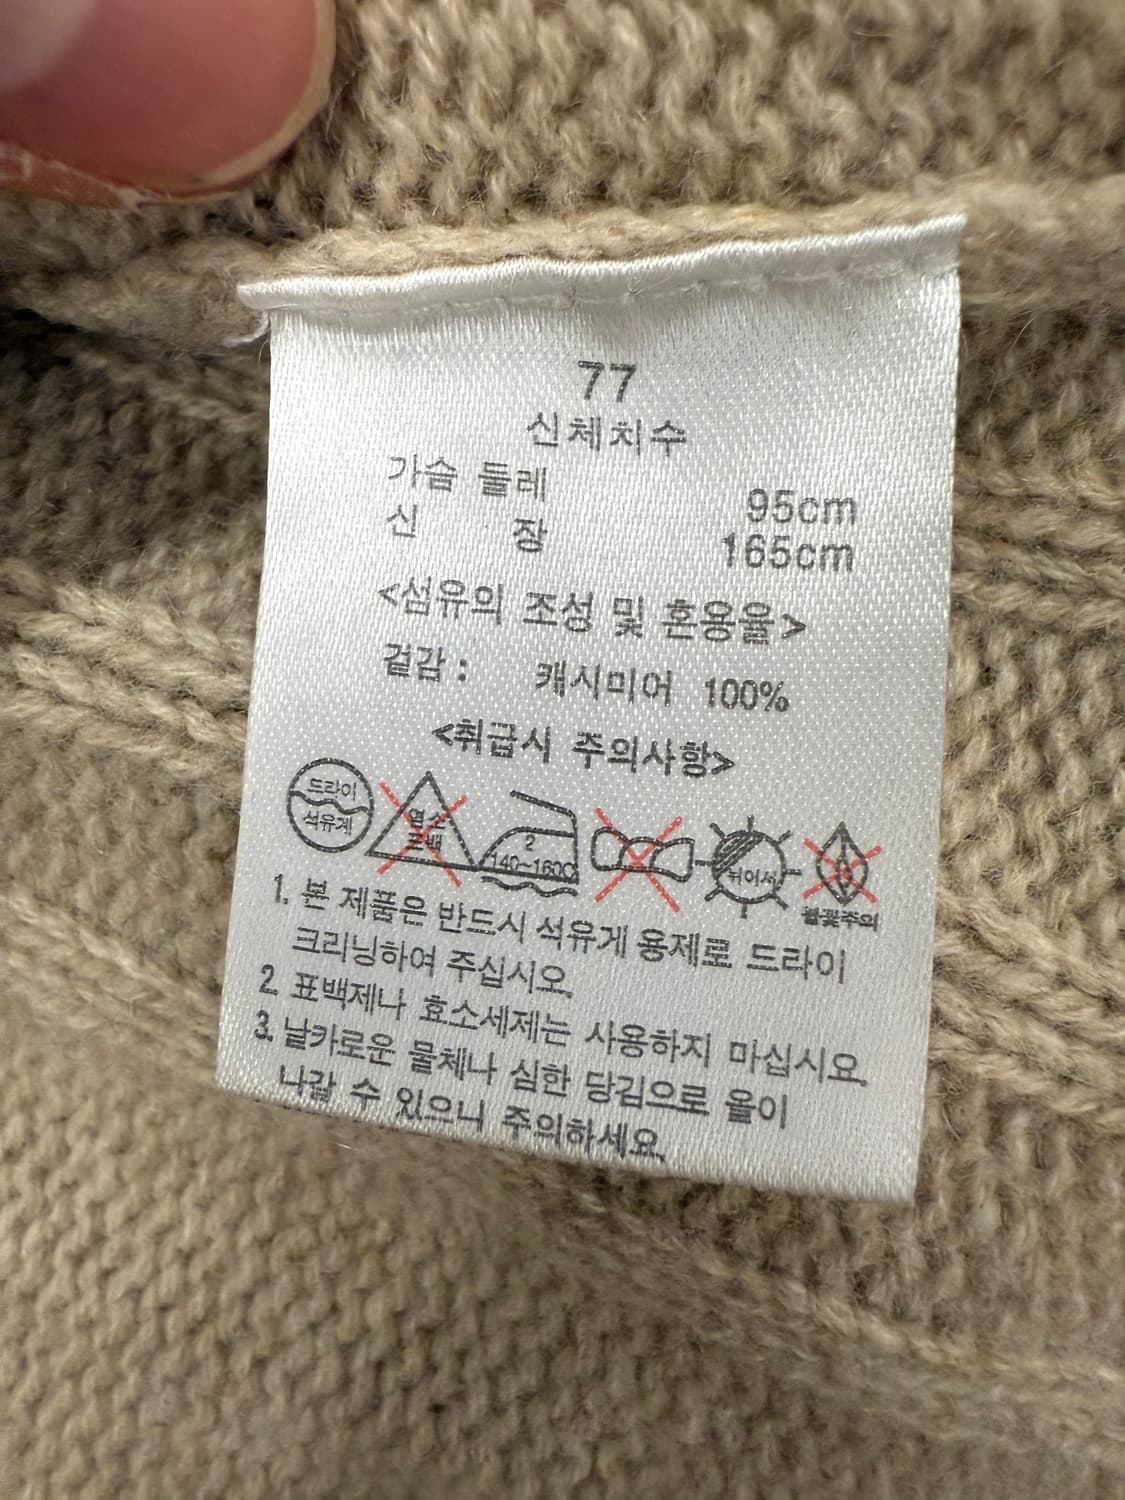 77
신체치수
가슴 둘레 95cm
신 장 165cm
<섬유의 조성 및 혼용율>
겉감 : 캐시미어 100%
<취급시 주의사항>
드라이
석유계
염소
표백
2
140~160C
뉘어서
불꽃주의
1. 본 제품은 반드시 석유게 용제로 드라이
크리닝하여 주십시오.
2. 표백제나 효소세제는 사용하지 마십시요.
3. 날카로운 물체나 심한 당김으로 올이
나갈 수 있으니 주의하세요.